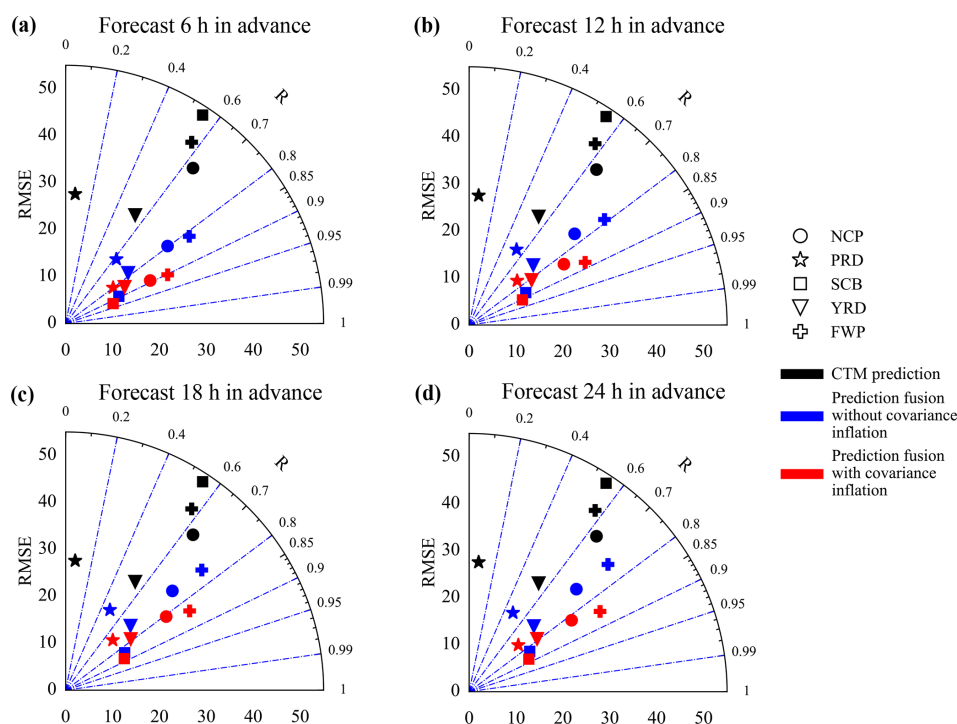 (a) Forecast 6 h in advance
0
0.2
0.4
0.6
0.7
0.8
0.85
0.9
0.95
0.99
1
R
RMSE
50
40
30
20
10
0
0 10 20 30 40 50
(b) Forecast 12 h in advance
0
0.2
0.4
0.6
0.7
0.8
0.85
0.9
0.95
0.99
1
R
RMSE
50
40
30
20
10
0
0 10 20 30 40 50
NCP
PRD
SCB
YRD
FWP
CTM prediction
Prediction fusion
without covariance
inflation
Prediction fusion
with covariance
inflation
(c) Forecast 18 h in advance
0
0.2
0.4
0.6
0.7
0.8
0.85
0.9
0.95
0.99
1
R
RMSE
50
40
30
20
10
0
0 10 20 30 40 50
(d) Forecast 24 h in advance
0
0.2
0.4
0.6
0.7
0.8
0.85
0.9
0.95
0.99
1
R
RMSE
50
40
30
20
10
0
0 10 20 30 40 50